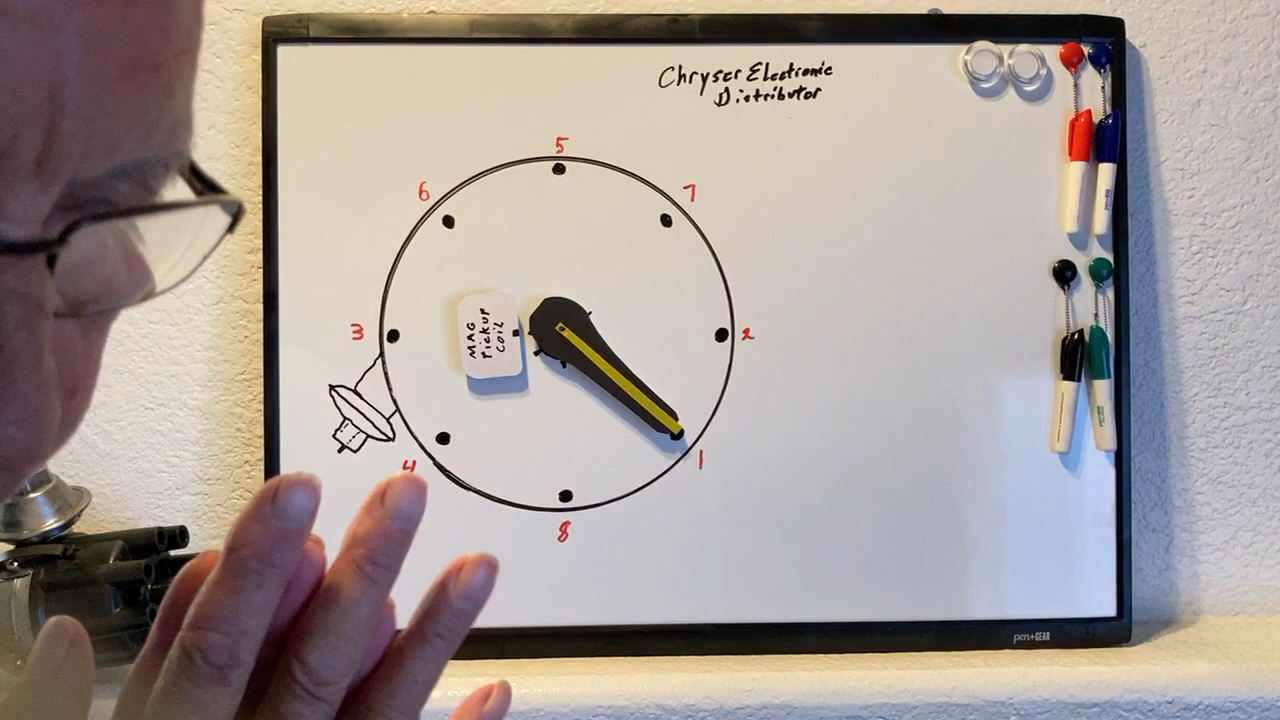 Chryser Electronic
Distributor
5
6
7
3
MAG
Pickup
coil
2
4
1
8
pen+GEAR